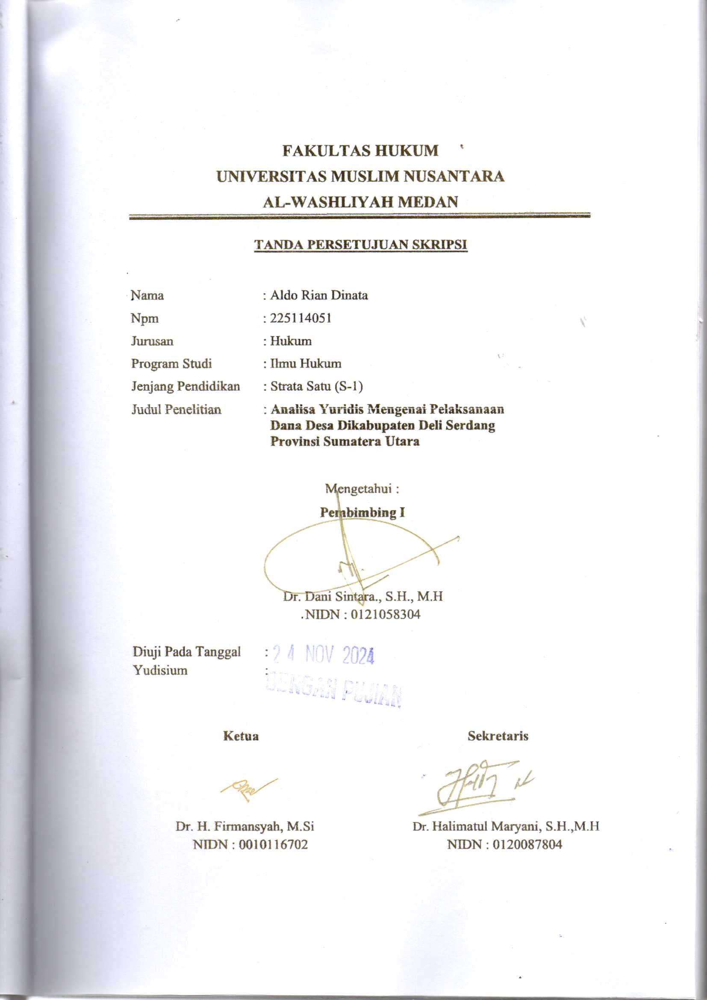 FAKULTAS HUKUM
UNIVERSITAS MUSLIM NUSANTARA
AL-WASHLIYAH MEDAN
TANDA PERSETUJUAN SKRIPSI
Nama : Aldo Rian Dinata
Npm : 225114051
Jurusan : Hukum
Program Studi : Ilmu Hukum
Jenjang Pendidikan : Strata Satu (S-1)
Judul Penelitian : Analisa Yuridis Mengenai Pelaksanaan
Dana Desa Dikabupaten Deli Serdang
Provinsi Sumatera Utara
Mengetahui :
Pembimbing I
Dr. Dani Sintara., S.H., M.H
.NIDN : 0121058304
Diuji Pada Tanggal : 24 NOV 2024
Yudisium :
DENGAN PUJIAN
Ketua Sekretaris
Dr. H. Firmansyah, M.Si Dr. Halimatul Maryani, S.H.,M.H
NIDN : 0010116702 NIDN : 0120087804